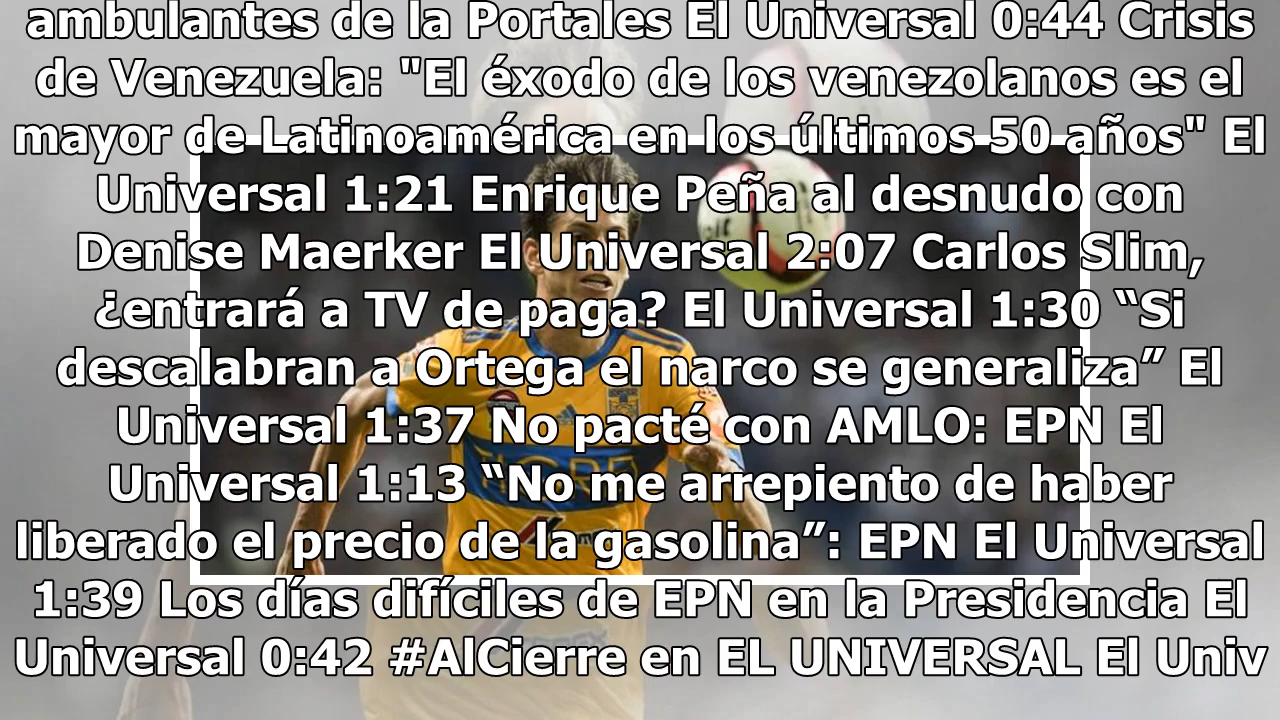 ambulantes de la Portales El Universal 0:44 Crisis
de Venezuela: "El éxodo de los venezolanos es el
mayor de Latinoamérica en los últimos 50 años" El
Universal 1:21 Enrique Peña al desnudo con
Denise Maerker El Universal 2:07 Carlos Slim,
¿entrará a TV de paga? El Universal 1:30 “Si
descalabran a Ortega el narco se generaliza” El
Universal 1:37 No pacté con AMLO: EPN El
Universal 1:13 “No me arrepiento de haber
liberado el precio de la gasolina”: EPN El Universal
1:39 Los días difíciles de EPN en la Presidencia El
Universal 0:42 #AlCierre en EL UNIVERSAL El Univ